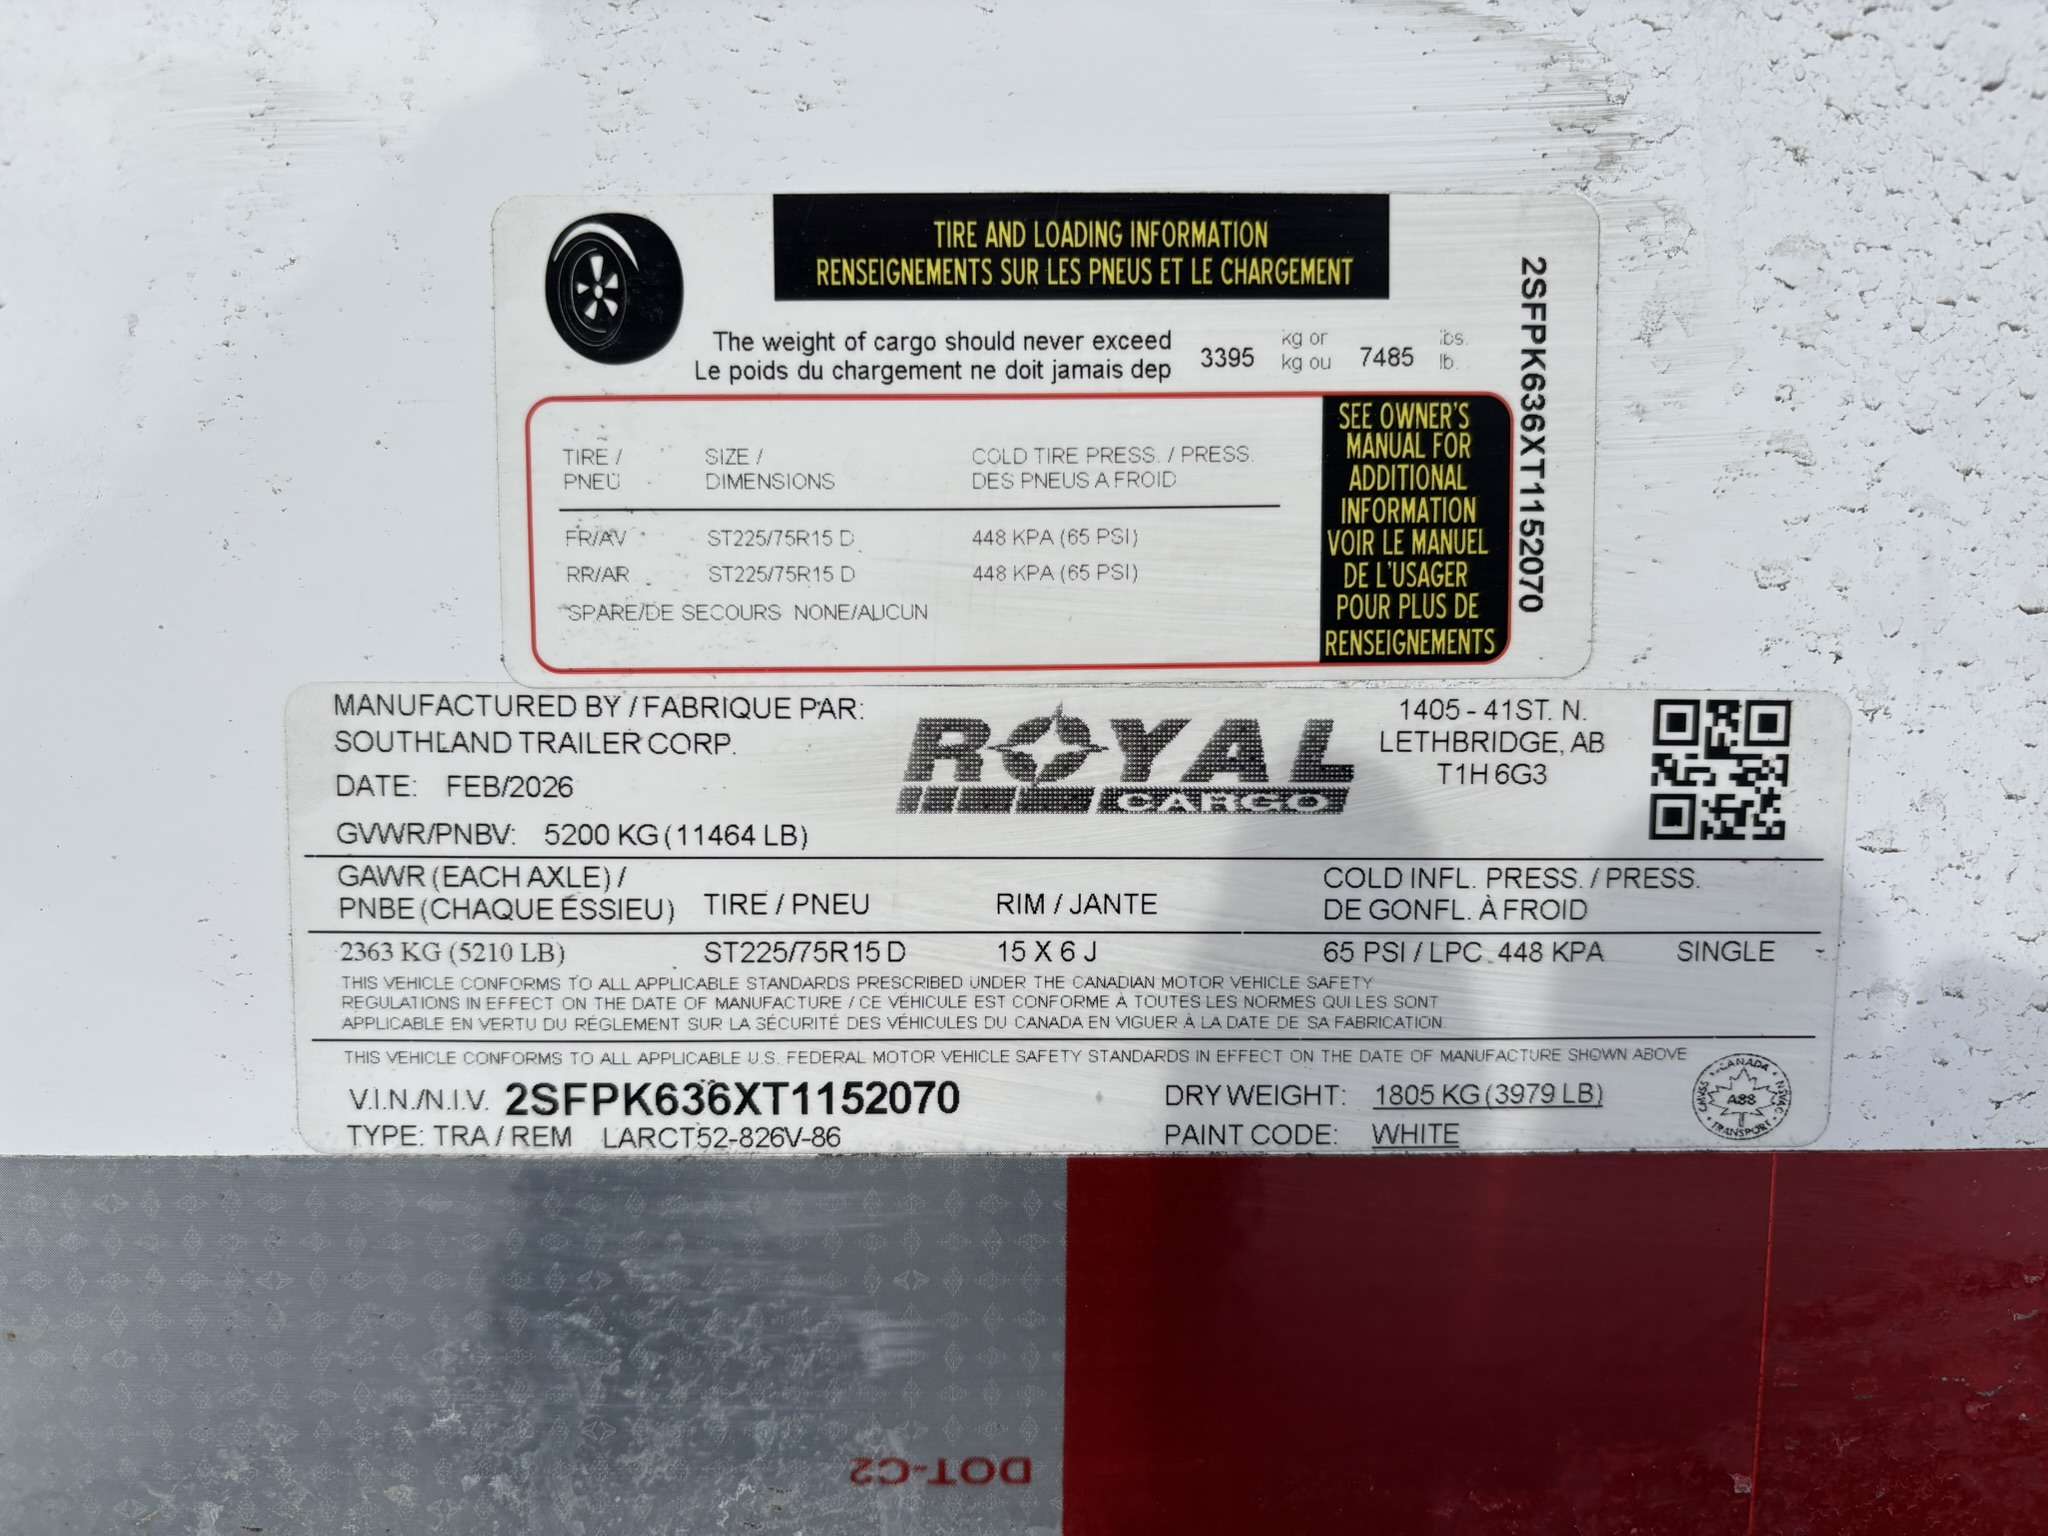 TIRE AND LOADING INFORMATION
RENSEIGNEMENTS SUR LES PNEUS ET LE CHARGEMENT
The weight of cargo should never exceed
Le poids du chargement ne doit jamais dep
3395 kg or 7485 lbs.
kg ou lb.
TIRE / SIZE / COLD TIRE PRESS. / PRESS.
PNEU DIMENSIONS DES PNEUS A FROID
FR/AV ST225/75R15 D 448 KPA (65 PSI)
RR/AR ST225/75R15 D 448 KPA (65 PSI)
SPARE/DE SECOURS NONE/AUCUN
SEE OWNER'S
MANUAL FOR
ADDITIONAL
INFORMATION
VOIR LE MANUEL
DE L'USAGER
POUR PLUS DE
RENSEIGNEMENTS
2SFPK636XT1152070
MANUFACTURED BY / FABRIQUE PAR:
SOUTHLAND TRAILER CORP.
DATE: FEB/2026
GVWR/PNBV: 5200 KG (11464 LB)
ROYAL
CARGO
1405 - 41ST. N.
LETHBRIDGE, AB
T1H 6G3
GAWR (EACH AXLE) / TIRE / PNEU RIM / JANTE COLD INFL. PRESS. / PRESS.
PNBE (CHAQUE ÉSSIEU) DE GONFL. À FROID
2363 KG (5210 LB) ST225/75R15 D 15 X 6 J 65 PSI / LPC 448 KPA SINGLE
THIS VEHICLE CONFORMS TO ALL APPLICABLE STANDARDS PRESCRIBED UNDER THE CANADIAN MOTOR VEHICLE SAFETY
REGULATIONS IN EFFECT ON THE DATE OF MANUFACTURE / CE VÉHICULE EST CONFORME À TOUTES LES NORMES QUI LES SONT
APPLICABLE EN VERTU DU RÉGLEMENT SUR LA SÉCURITÉ DES VÉHICULES DU CANADA EN VIGUER À LA DATE DE SA FABRICATION
THIS VEHICLE CONFORMS TO ALL APPLICABLE U.S. FEDERAL MOTOR VEHICLE SAFETY STANDARDS IN EFFECT ON THE DATE OF MANUFACTURE SHOWN ABOVE
V.I.N./N.I.V. 2SFPK636XT1152070 DRY WEIGHT: 1805 KG (3979 LB)
TYPE: TRA / REM LARCT52-826V-86 PAINT CODE: WHITE
CANADA
TRANSPORT
DOT-C2